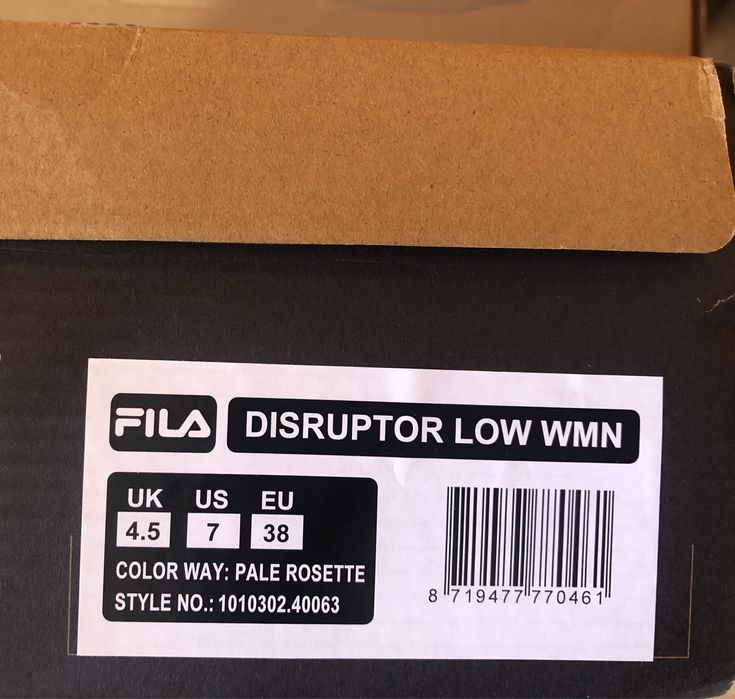 FILA DISRUPTOR LOW WMN
UK US EU
4.5 7 38
COLOR WAY: PALE ROSETTE
STYLE NO.: 1010302.40063
8 719477 770461